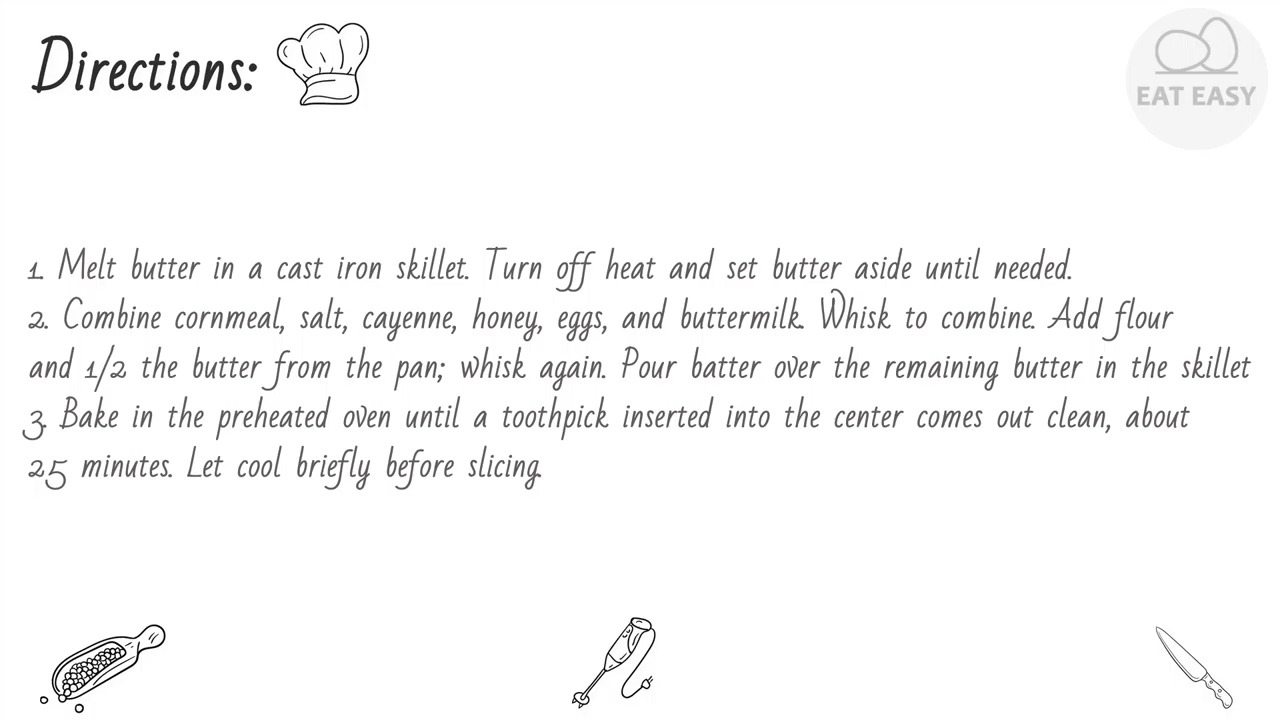 Directions:
EAT EASY
1. Melt butter in a cast iron skillet. Turn off heat and set butter aside until needed.
2. Combine cornmeal, salt, cayenne, honey, eggs, and buttermilk. Whisk to combine. Add flour
and 1/2 the butter from the pan; whisk again. Pour batter over the remaining butter in the skillet
3. Bake in the preheated oven until a toothpick inserted into the center comes out clean, about
25 minutes. Let cool briefly before slicing.